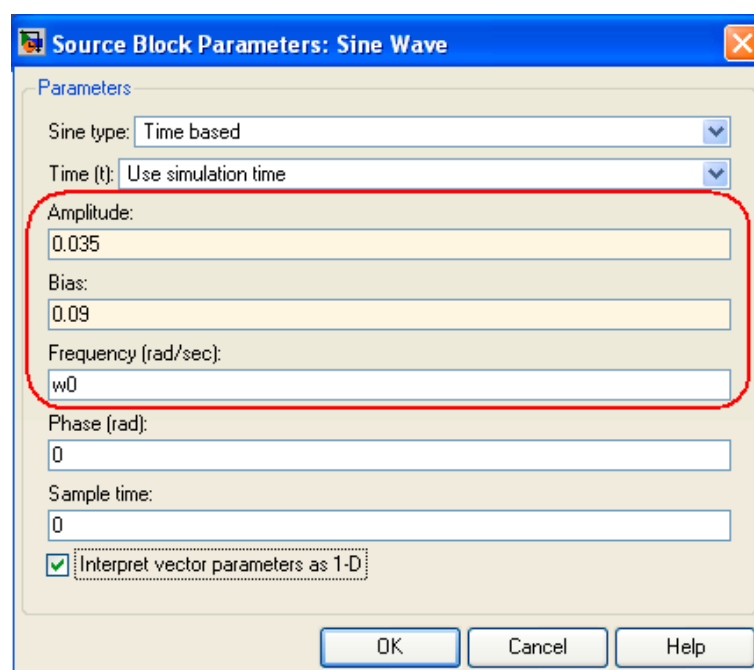 Source Block Parameters: Sine Wave
Parameters
Sine type: Time based
Time (t): Use simulation time
Amplitude:
0.035
Bias:
0.09
Frequency (rad/sec):
w0
Phase (rad):
0
Sample time:
0
Interpret vector parameters as 1-D
OK Cancel Help